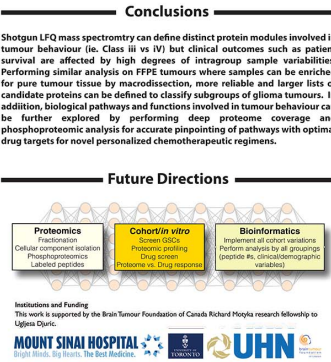 Conclusions
Shotgun LFQ mass spectromtry can define distinct protein modules involved i
tumour behaviour (ie. Class iii vs iV) but clinical outcomes such as patien
survival are affected by high degrees of intragroup sample variabilities
Performing similar analysis on FFPE tumours where samples can be enriche
for pure tumour tissue by macrodissection, more reliable and larger lists o
candidate proteins can be defined to classify subgroups of glioma tumours. I
addiition, biological pathways and functions involved in tumour behaviour ca
be further explored by performing deep proteome coverage an
phosphoproteomic analysis for accurate pinpointing of pathways with optima
drug targets for novel personalized chemotherapeutic regimens.
Future Directions
Proteomics
Fractionation
Cellular component isolation
Phosphoproteomics
Labeled peptides
Cohort/in vitro
Screen GSCs
Proteomic profiling
Drug screen
Proteome vs. Drug response
Bioinformatics
Implement all cohort variations
Perform analysis by all groupings
(peptide #s, clinical/demographic
variables)
Institutions and Funding
This work is supported by the Brain Tumour Foundation of Canada Richard Motyka research fellowship to
Ugljesa Djuric.
MOUNT SINAI HOSPITAL
Bright Minds. Big Hearts. The Best Medicine.
UNIVERSITY OF
TORONTO
UHN